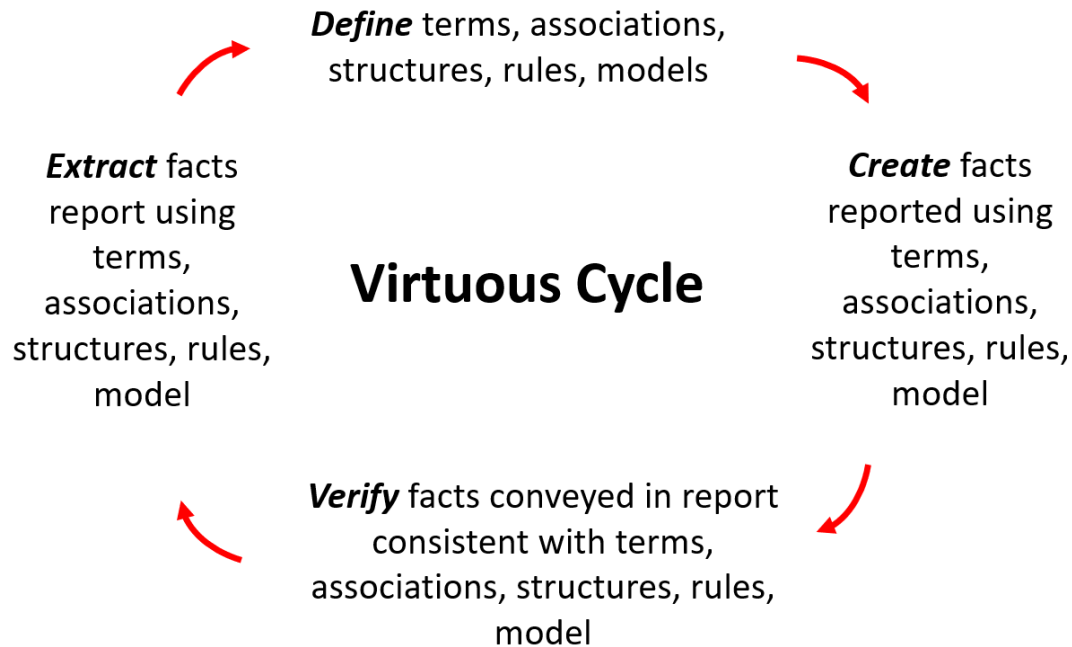 Define terms, associations,
structures, rules, models
Extract facts
report using
terms,
associations,
structures, rules,
model
Virtuous Cycle
Create facts
reported using
terms,
associations,
structures, rules,
model
Verify facts conveyed in report
consistent with terms,
associations, structures, rules,
model